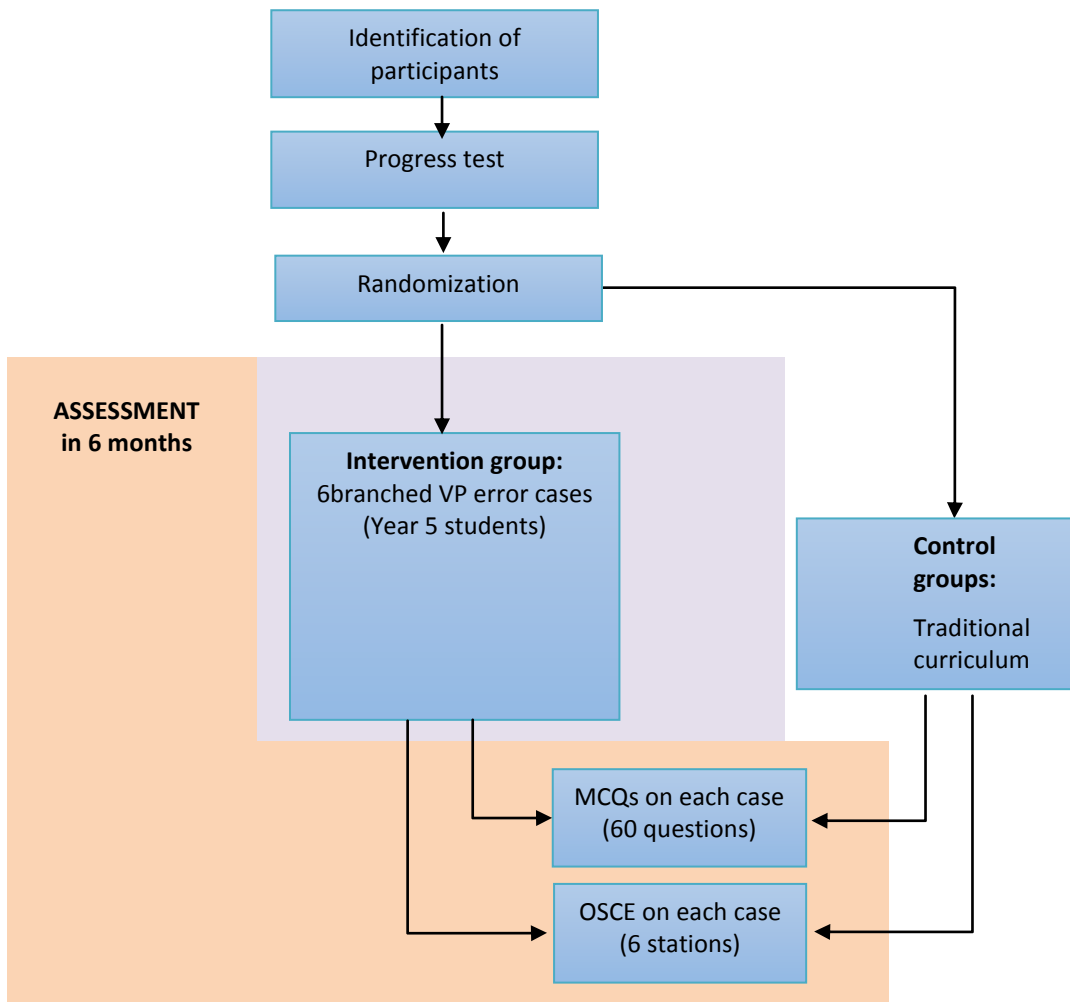 Identification of
participants
Progress test
Randomization
ASSESSMENT
in 6 months
Intervention group:
6branched VP error cases
(Year 5 students)
Control
groups:
Traditional
curriculum
MCQs on each case
(60 questions)
OSCE on each case
(6 stations)